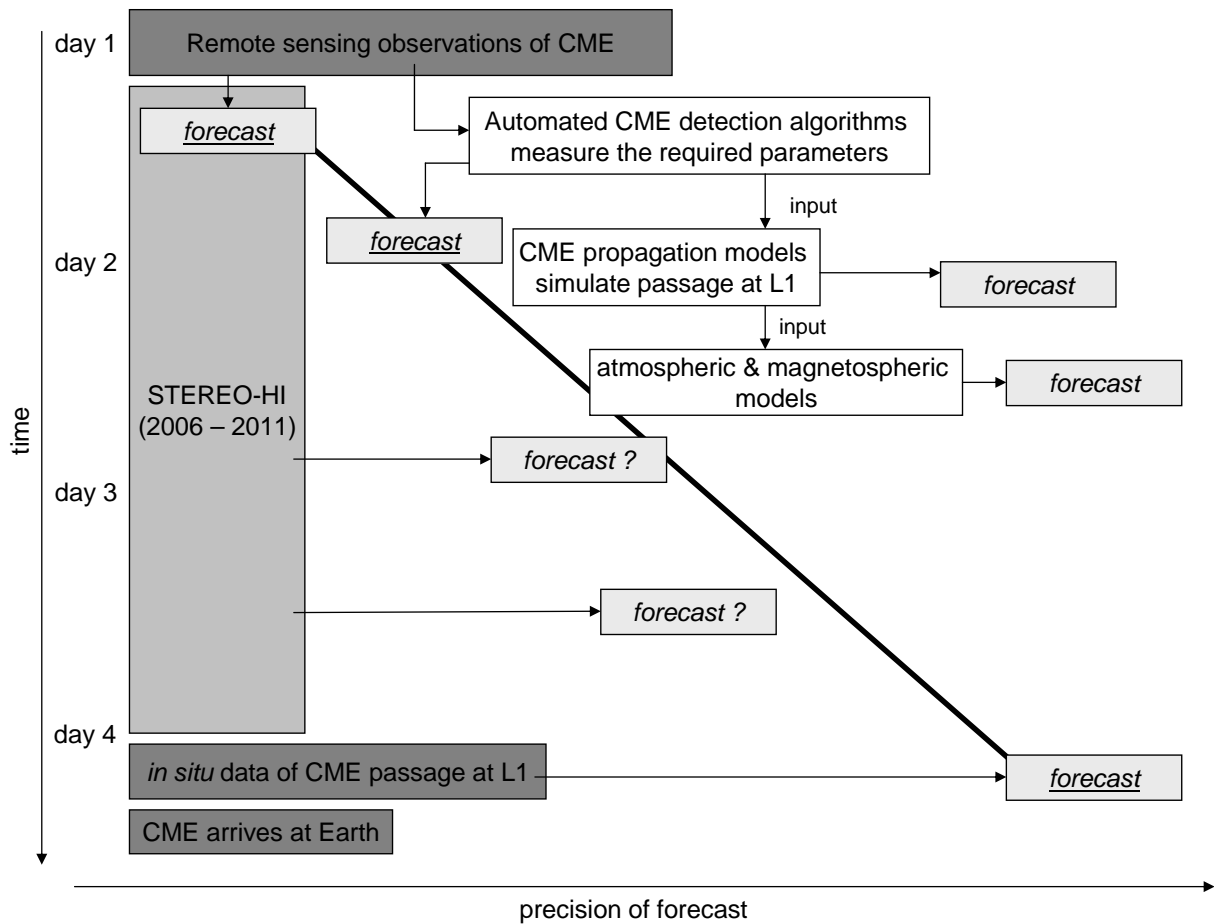 day 1
Remote sensing observations of CME
forecast
Automated CME detection algorithms
measure the required parameters
input
forecast
day 2
CME propagation models
simulate passage at L1
forecast
input
atmospheric & magnetospheric
models
forecast
STEREO-HI
(2006 – 2011)
time
forecast ?
day 3
forecast ?
day 4
in situ data of CME passage at L1
forecast
CME arrives at Earth
precision of forecast